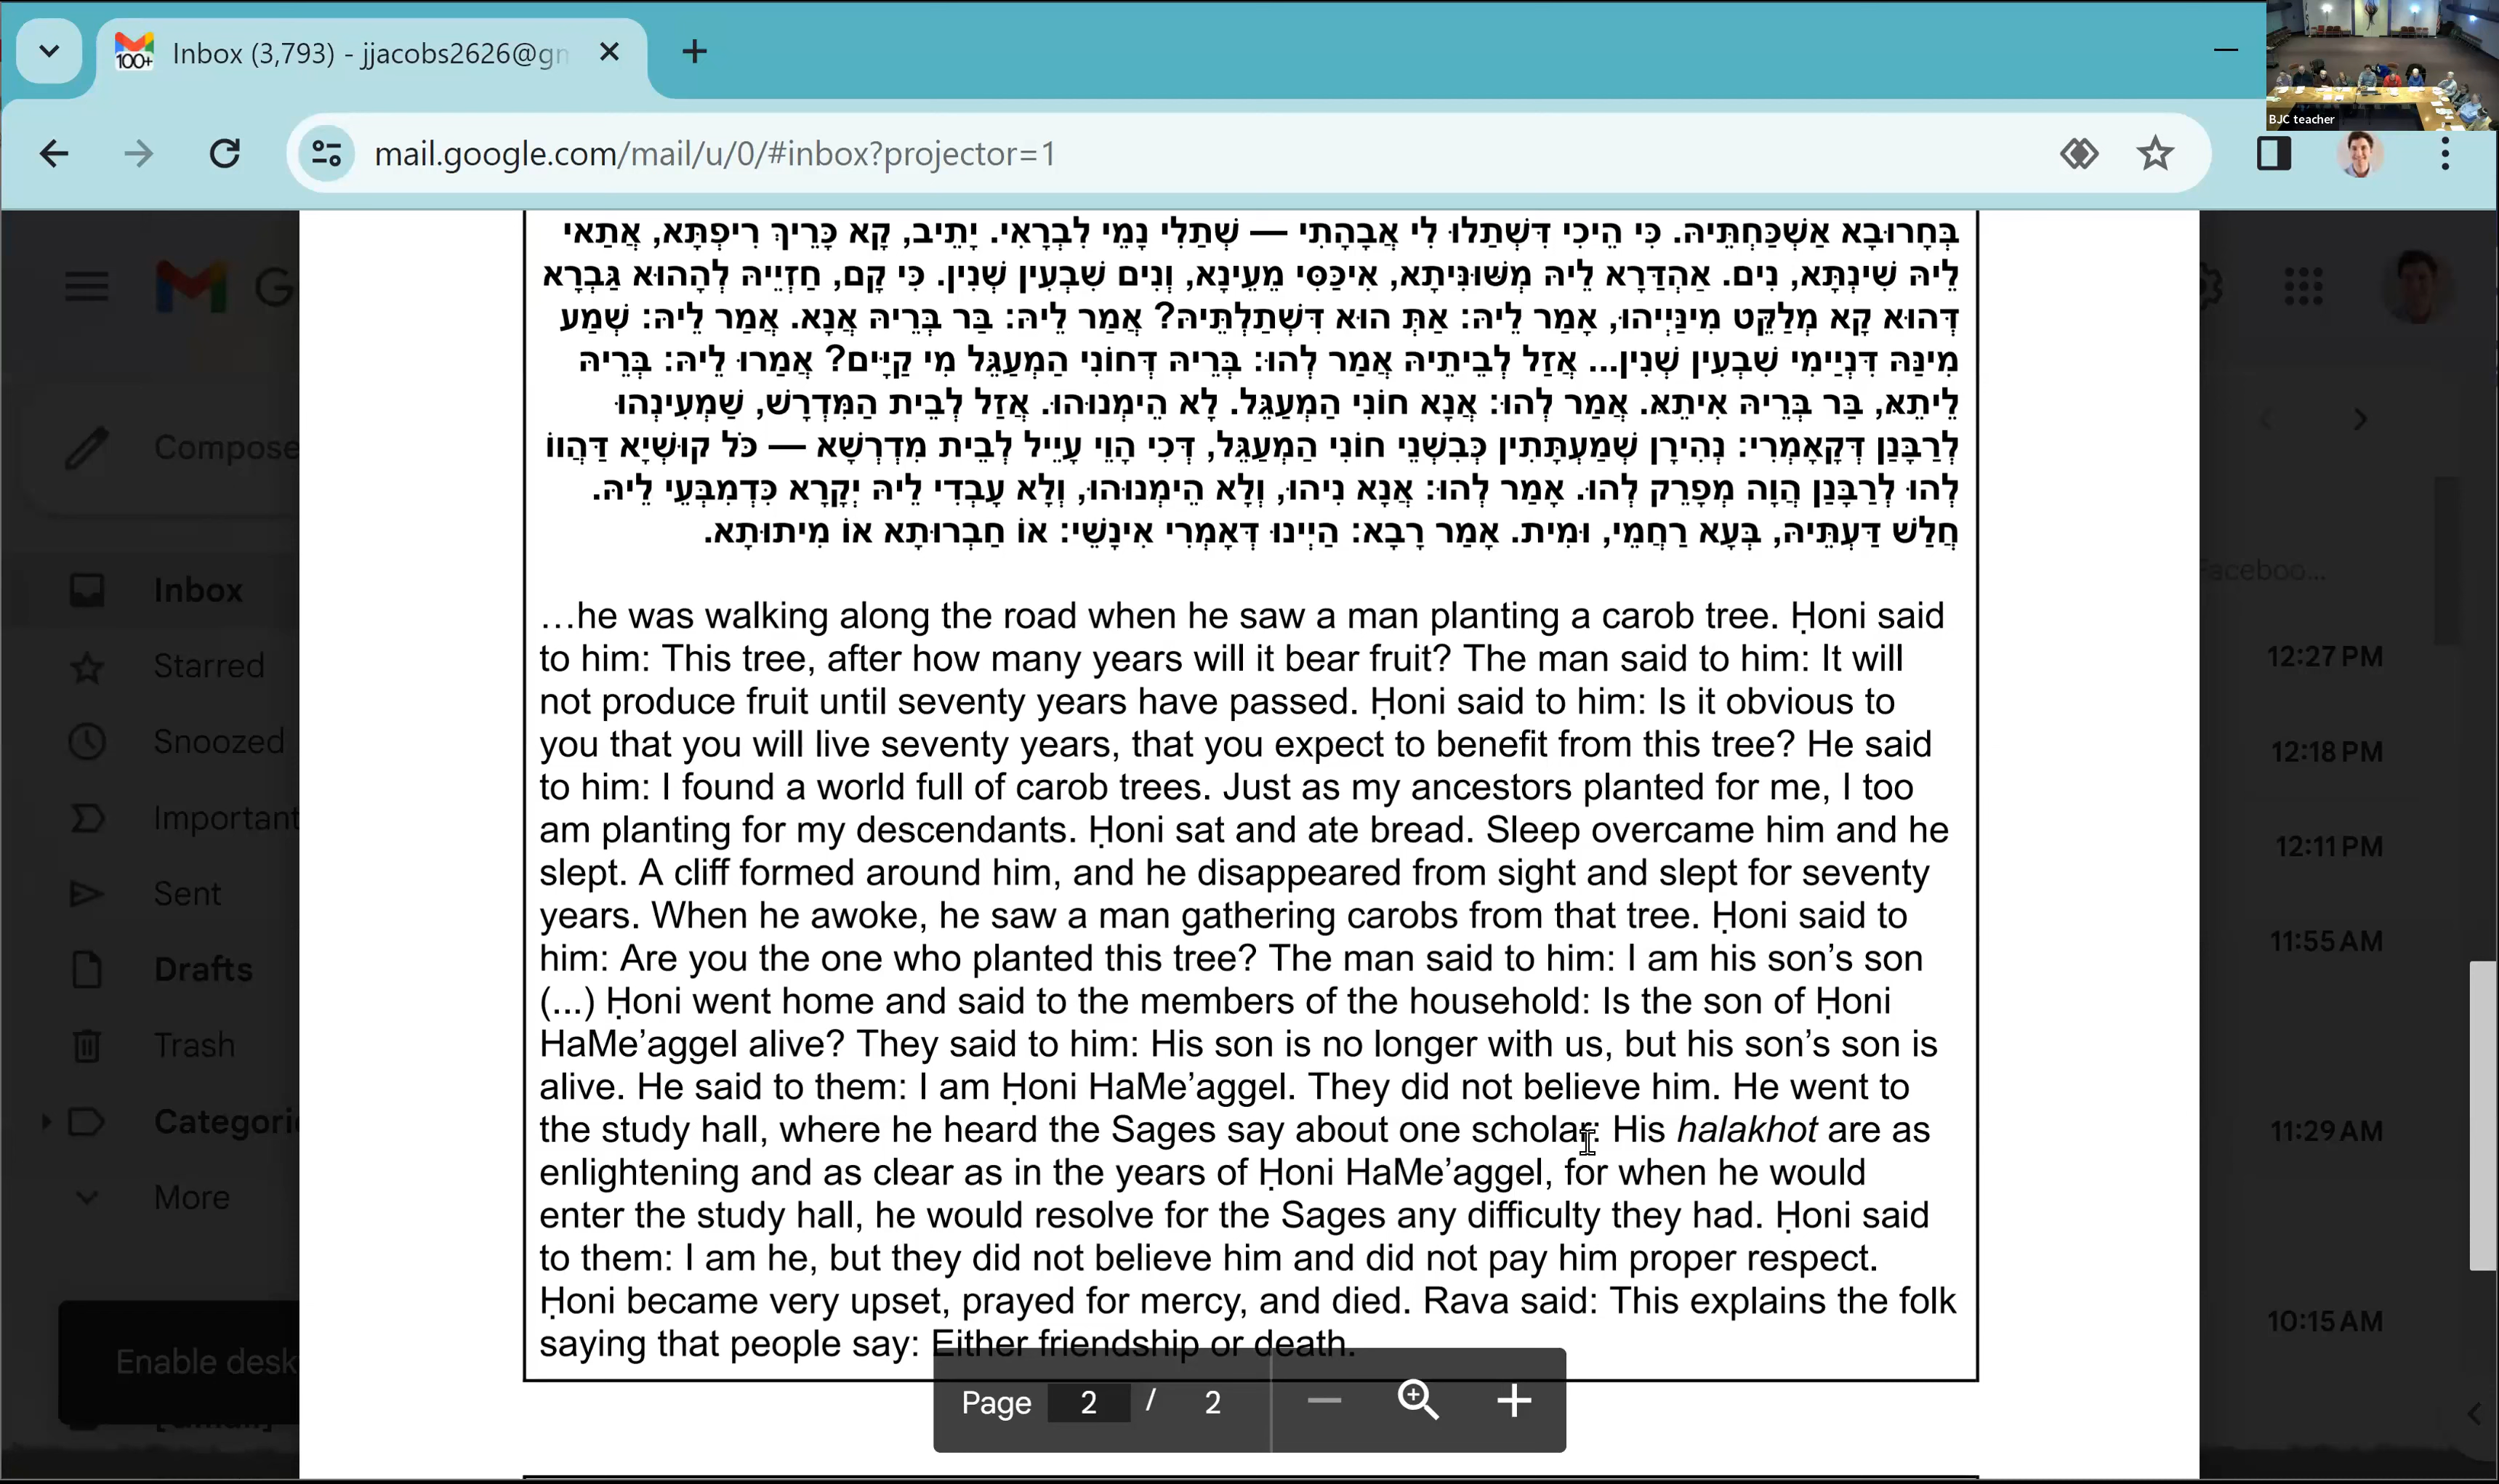 Inbox (3,793) - jjacobs2626@gm
100+
BJC teacher
mail.google.com/mail/u/0/#inbox?projector=1
בְּחָרוּבָא אַשְׁכַּחְתֵּיהּ. כִּי הֵיכִי דִּשְׁתַלוּ לִי אֲבָהָתִי — שְׁתַלִי נָמֵי לִבְרָאִי. יָתֵיב, קָא כָּרֵיךְ רִיפְתָּא, אֲתַאי
לֵיהּ שִׁינְתָּא, נִים. אַהְדַּרָא לֵיהּ מְשׁוּנִּיתָא, אִיכַּסִּי מֵעֵינָא, וְנִים שִׁבְעִין שְׁנִין. כִּי קָם, חַזְיֵיהּ לְהָהוּא גַּבְרָא
דְּהוּא קָא מְלַקֵּט מִינַּיְיהוּ, אָמַר לֵיהּ: אַתְּ הוּא דִּשְׁתַלְתֵּיהּ? אֲמַר לֵיהּ: בַּר בְּרֵיהּ אֲנָא. אֲמַר לֵיהּ: שְׁמַע
מִינַּהּ דִּנְיַימִי שִׁבְעִין שְׁנִין... אֲזַל לְבֵיתֵיהּ אֲמַר לְהוּ: בְּרֵיהּ דְּחוֹנִי הַמְעַגֵּל מִי קַיָּים? אֲמַרוּ לֵיהּ: בְּרֵיהּ
לֵיתֵא, בַּר בְּרֵיהּ אִיתֵא. אֲמַר לְהוּ: אֲנָא חוֹנִי הַמְעַגֵּל. לָא הֵימְנוּהוּ. אֲזַל לְבֵית הַמִּדְרָשׁ, שַׁמְעִינְהוּ
לְרַבָּנַן דְּקָאָמְרִי: נְהִירָן שְׁמַעְתָּתִין כְּבִשְׁנֵי חוֹנִי הַמְעַגֵּל, דְּכִי הָוֵי עָיֵיל לְבֵית מִדְרְשָׁא — כֹּל קוּשְׁיָא דַּהֲווֹ
לְהוּ לְרַבָּנַן הֲוָה מְפָרֵק לְהוּ. אָמַר לְהוּ: אֲנָא נִיהוּ, וְלָא הֵימְנוּהוּ, וְלָא עָבְדִי לֵיהּ יְקָרָא כִּדְמִבְּעֵי לֵיהּ.
חֲלַשׁ דַּעְתֵּיהּ, בְּעָא רַחֲמֵי, וּמִית. אָמַר רָבָא: הַיְינוּ דְּאָמְרִי אִינָשֵׁי: אוֹ חַבְרוּתָא אוֹ מִיתוּתָא.
…he was walking along the road when he saw a man planting a carob tree. Ḥoni said
to him: This tree, after how many years will it bear fruit? The man said to him: It will
not produce fruit until seventy years have passed. Ḥoni said to him: Is it obvious to
you that you will live seventy years, that you expect to benefit from this tree? He said
to him: I found a world full of carob trees. Just as my ancestors planted for me, I too
am planting for my descendants. Ḥoni sat and ate bread. Sleep overcame him and he
slept. A cliff formed around him, and he disappeared from sight and slept for seventy
years. When he awoke, he saw a man gathering carobs from that tree. Ḥoni said to
him: Are you the one who planted this tree? The man said to him: I am his son’s son
(...) Ḥoni went home and said to the members of the household: Is the son of Ḥoni
HaMe’aggel alive? They said to him: His son is no longer with us, but his son’s son is
alive. He said to them: I am Ḥoni HaMe’aggel. They did not believe him. He went to
the study hall, where he heard the Sages say about one scholar: His halakhot are as
enlightening and as clear as in the years of Ḥoni HaMe’aggel, for when he would
enter the study hall, he would resolve for the Sages any difficulty they had. Ḥoni said
to them: I am he, but they did not believe him and did not pay him proper respect.
Ḥoni became very upset, prayed for mercy, and died. Rava said: This explains the folk
saying that people say: Either friendship or death.
Page 2 / 2
G
Compose
Inbox
Starred
Snoozed
Important
Sent
Drafts
Trash
Categori
More
Enable desk
Faceboo...
12:27 PM
12:18 PM
12:11 PM
11:55 AM
11:29 AM
10:15 AM